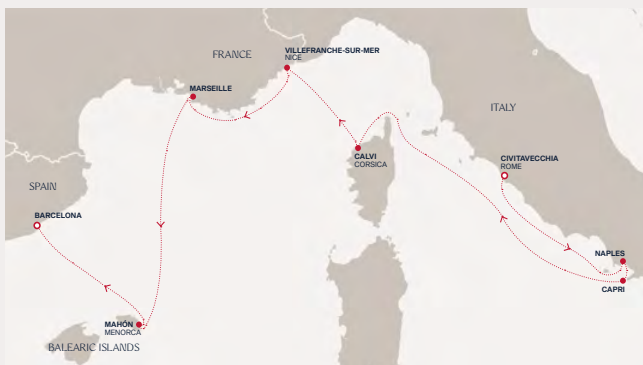 FRANCE
VILLEFRANCHE-SUR-MER
NICE
MARSEILLE
ITALY
CALVI
CORSICA
CIVITAVECCHIA
ROME
SPAIN
BARCELONA
NAPLES
CAPRI
MAHÓN
MENORCA
BALEARIC ISLANDS